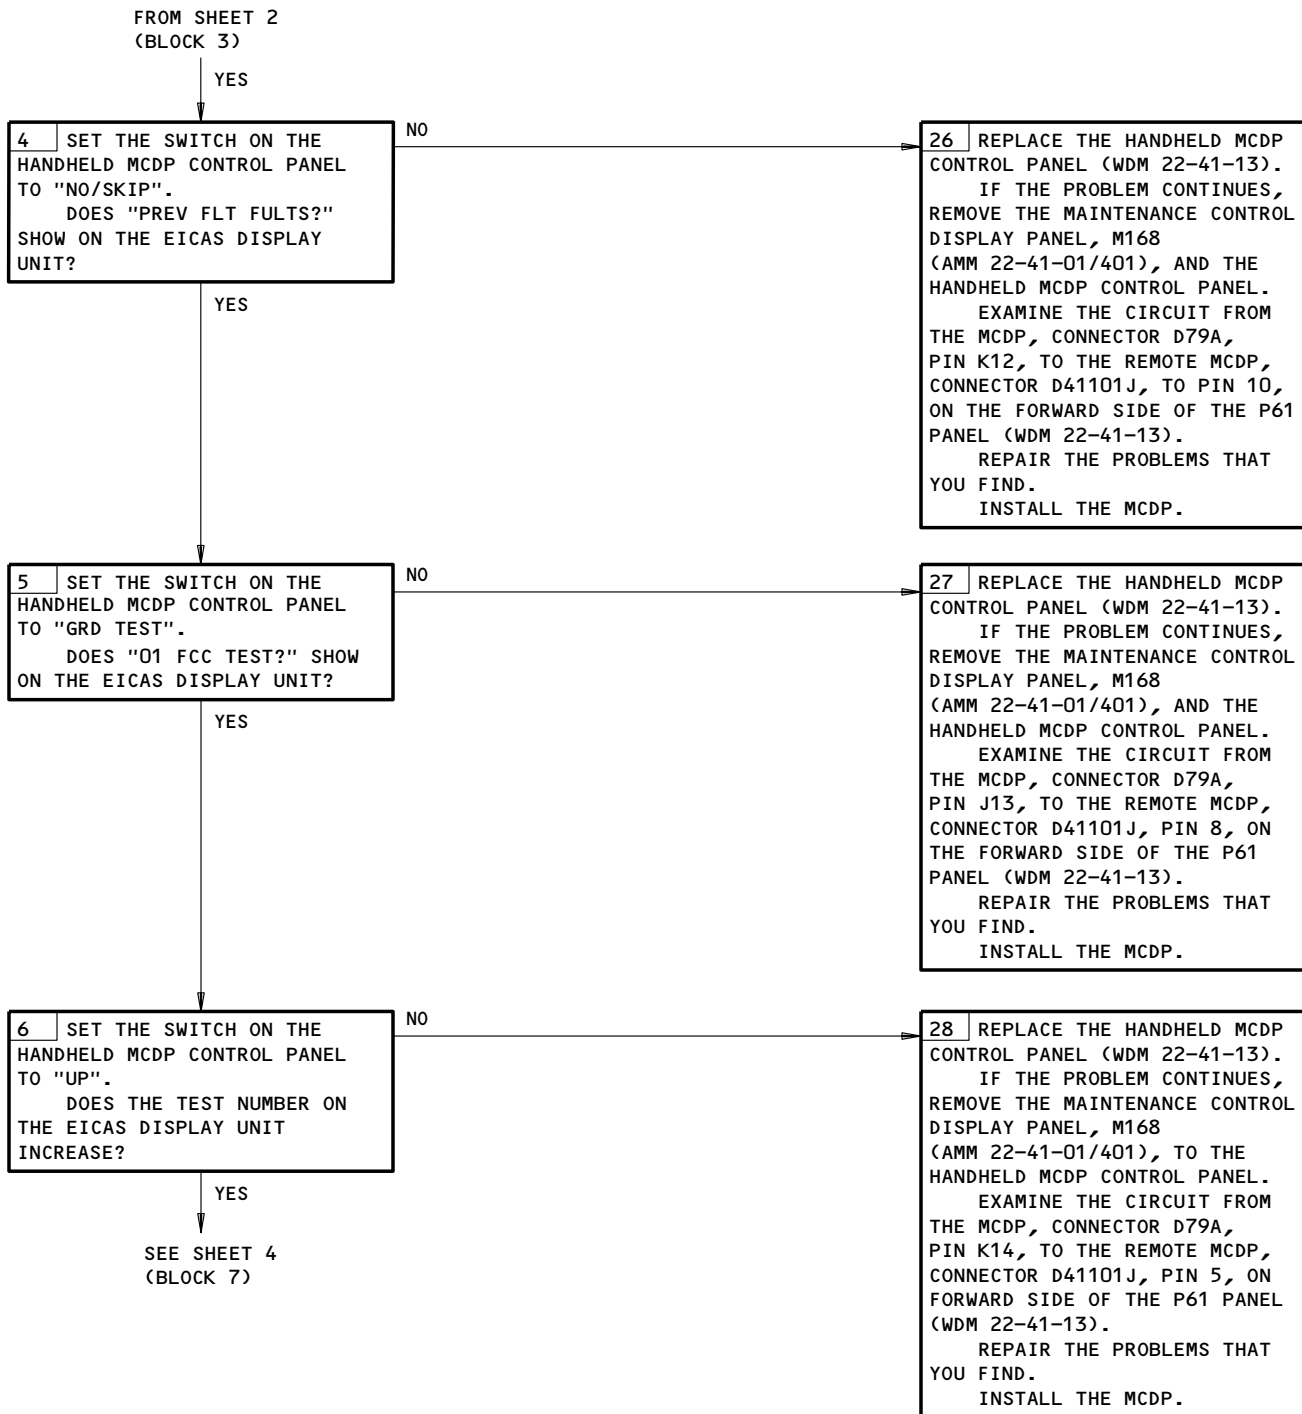 FROM SHEET 2
(BLOCK 3)
YES
4 SET THE SWITCH ON THE
HANDHELD MCDP CONTROL PANEL
TO "NO/SKIP".
DOES "PREV FLT FULTS?"
SHOW ON THE EICAS DISPLAY
UNIT?
NO
26 REPLACE THE HANDHELD MCDP
CONTROL PANEL (WDM 22-41-13).
IF THE PROBLEM CONTINUES,
REMOVE THE MAINTENANCE CONTROL
DISPLAY PANEL, M168
(AMM 22-41-01/401), AND THE
HANDHELD MCDP CONTROL PANEL.
EXAMINE THE CIRCUIT FROM
THE MCDP, CONNECTOR D79A,
PIN K12, TO THE REMOTE MCDP,
CONNECTOR D41101J, TO PIN 10,
ON THE FORWARD SIDE OF THE P61
PANEL (WDM 22-41-13).
REPAIR THE PROBLEMS THAT
YOU FIND.
INSTALL THE MCDP.
YES
5 SET THE SWITCH ON THE
HANDHELD MCDP CONTROL PANEL
TO "GRD TEST".
DOES "01 FCC TEST?" SHOW
ON THE EICAS DISPLAY UNIT?
NO
27 REPLACE THE HANDHELD MCDP
CONTROL PANEL (WDM 22-41-13).
IF THE PROBLEM CONTINUES,
REMOVE THE MAINTENANCE CONTROL
DISPLAY PANEL, M168
(AMM 22-41-01/401), AND THE
HANDHELD MCDP CONTROL PANEL.
EXAMINE THE CIRCUIT FROM
THE MCDP, CONNECTOR D79A,
PIN J13, TO THE REMOTE MCDP,
CONNECTOR D41101J, PIN 8, ON
THE FORWARD SIDE OF THE P61
PANEL (WDM 22-41-13).
REPAIR THE PROBLEMS THAT
YOU FIND.
INSTALL THE MCDP.
YES
6 SET THE SWITCH ON THE
HANDHELD MCDP CONTROL PANEL
TO "UP".
DOES THE TEST NUMBER ON
THE EICAS DISPLAY UNIT
INCREASE?
NO
28 REPLACE THE HANDHELD MCDP
CONTROL PANEL (WDM 22-41-13).
IF THE PROBLEM CONTINUES,
REMOVE THE MAINTENANCE CONTROL
DISPLAY PANEL, M168
(AMM 22-41-01/401), TO THE
HANDHELD MCDP CONTROL PANEL.
EXAMINE THE CIRCUIT FROM
THE MCDP, CONNECTOR D79A,
PIN K14, TO THE REMOTE MCDP,
CONNECTOR D41101J, PIN 5, ON
FORWARD SIDE OF THE P61 PANEL
(WDM 22-41-13).
REPAIR THE PROBLEMS THAT
YOU FIND.
INSTALL THE MCDP.
YES
SEE SHEET 4
(BLOCK 7)